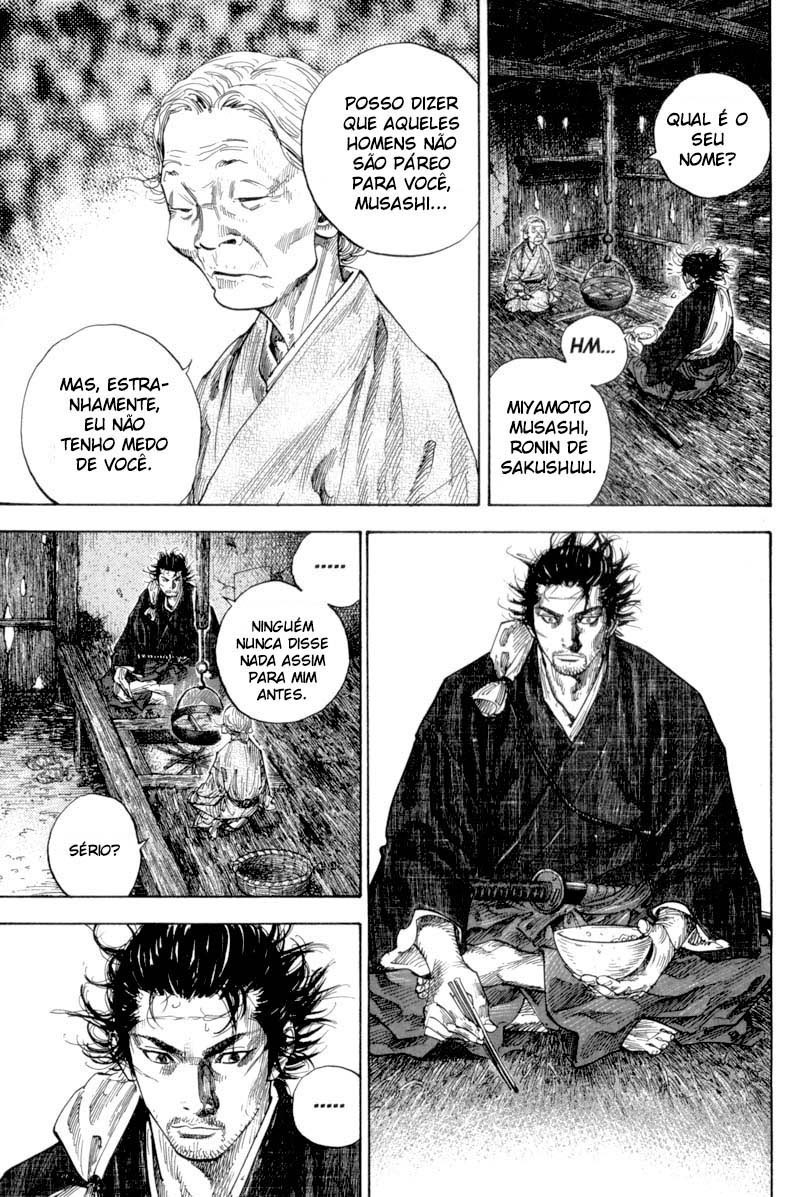 QUAL É O
SEU
NOME?
HM...
MIYAMOTO
MUSASHI,
RONIN DE
SAKUSHUU.
POSSO DIZER
QUE AQUELES
HOMENS NÃO
SÃO PÁREO
PARA VOCÊ,
MUSASHI...
MAS, ESTRA-
NHAMENTE,
EU NÃO
TENHO MEDO
DE VOCÊ.
.....
NINGUÉM
NUNCA DISSE
NADA ASSIM
PARA MIM
ANTES.
SÉRIO?
.....